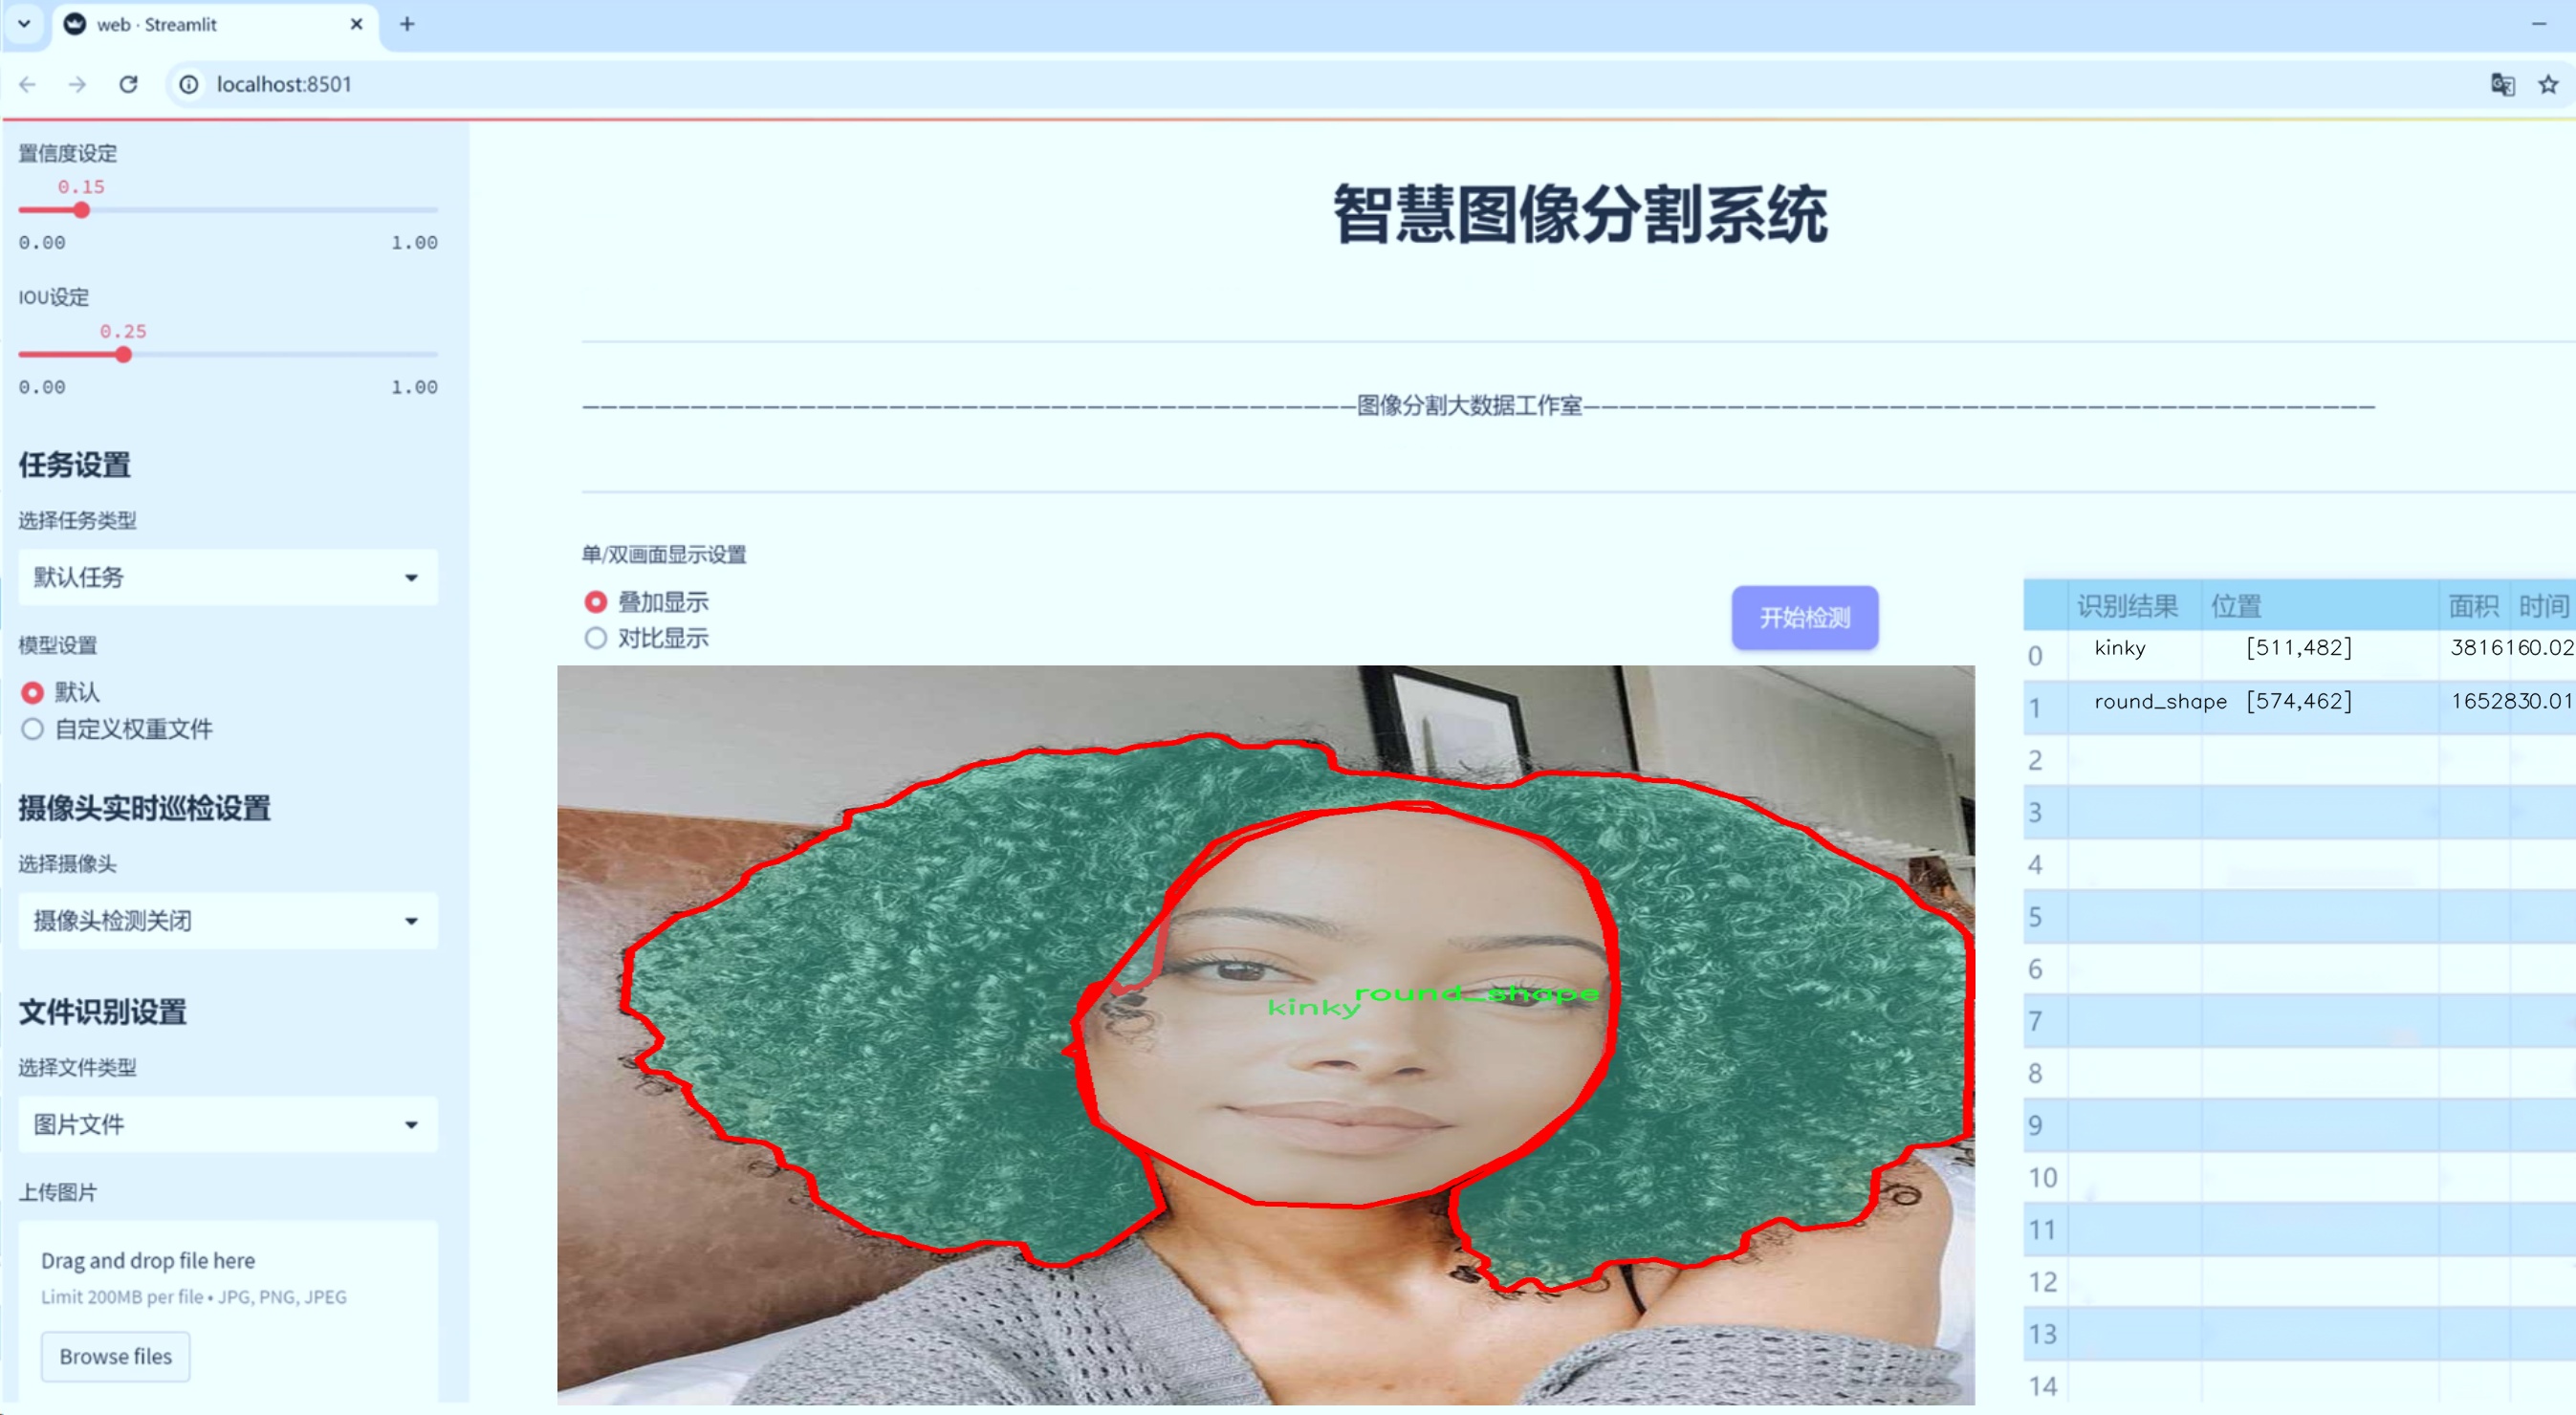 web · Streamlit
localhost:8501
置信度设定
0.15
0.00 1.00
IOU设定
0.25
0.00 1.00
任务设置
选择任务类型
默认任务
模型设置
默认
自定义权重文件
摄像头实时巡检设置
选择摄像头
摄像头检测关闭
文件识别设置
选择文件类型
图片文件
上传图片
Drag and drop file here
Limit 200MB per file • JPG, PNG, JPEG
Browse files
智慧图像分割系统
———————————————————————————————————————————图像分割大数据工作室————————————————————————————————————————————
单/双画面显示设置
叠加显示
对比显示
开始检测
kinky
round_shape
识别结果 位置 面积 时间
0 kinky [511,482] 3816160.02
1 round_shape [574,462] 1652830.01
2
3
4
5
6
7
8
9
10
11
12
13
14